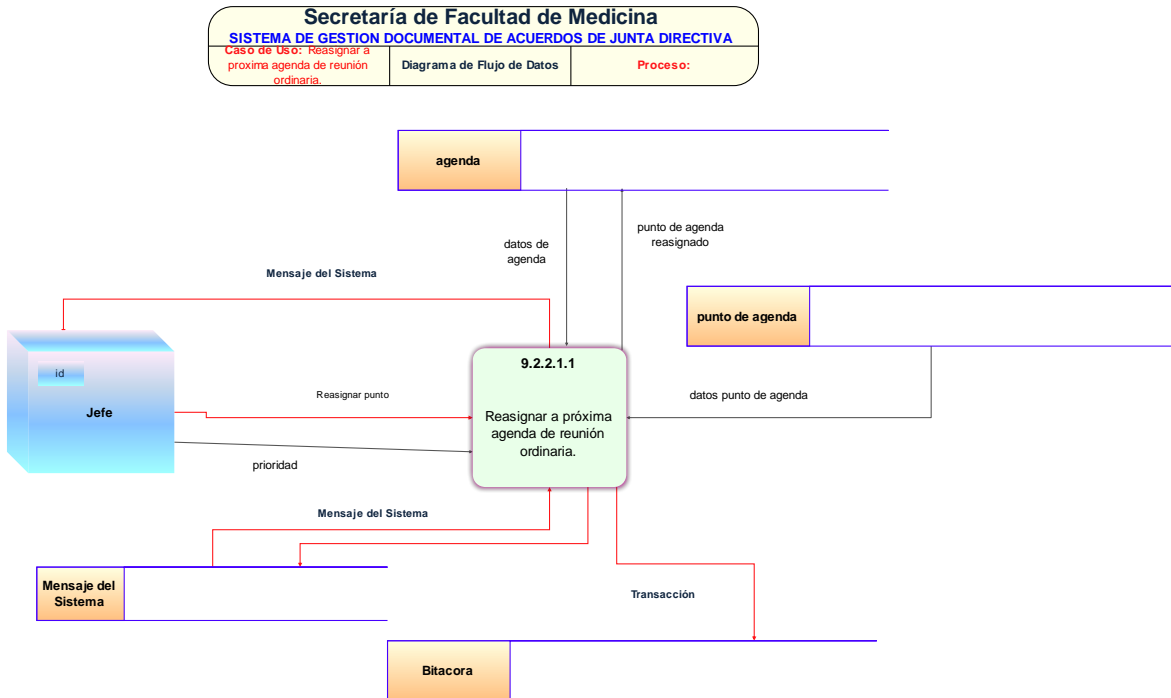 Secretaría de Facultad de Medicina
SISTEMA DE GESTION DOCUMENTAL DE ACUERDOS DE JUNTA DIRECTIVA
Caso de Uso: Reasignar a
proxima agenda de reunión
ordinaria.
Diagrama de Flujo de Datos
Proceso:
agenda
datos de
agenda
punto de agenda
reasignado
Mensaje del Sistema
punto de agenda
id
Jefe
Reasignar punto
9.2.2.1.1
Reasignar a próxima
agenda de reunión
ordinaria.
datos punto de agenda
prioridad
Mensaje del Sistema
Mensaje del
Sistema
Transacción
Bitacora